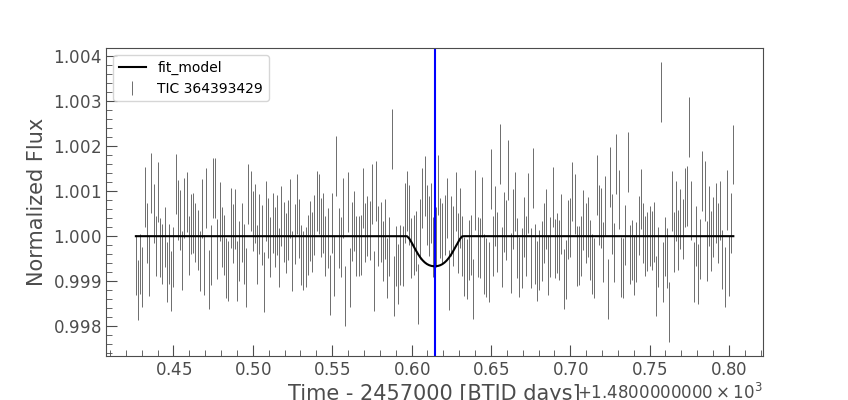 1.004
1.003
1.002
1.001
1.000
0.999
0.998
Normalized Flux
fit_model
TIC 364393429
0.45 0.50 0.55 0.60 0.65 0.70 0.75 0.80
Time - 2457000 [BTJD days]
+1.4800000000 × 10³